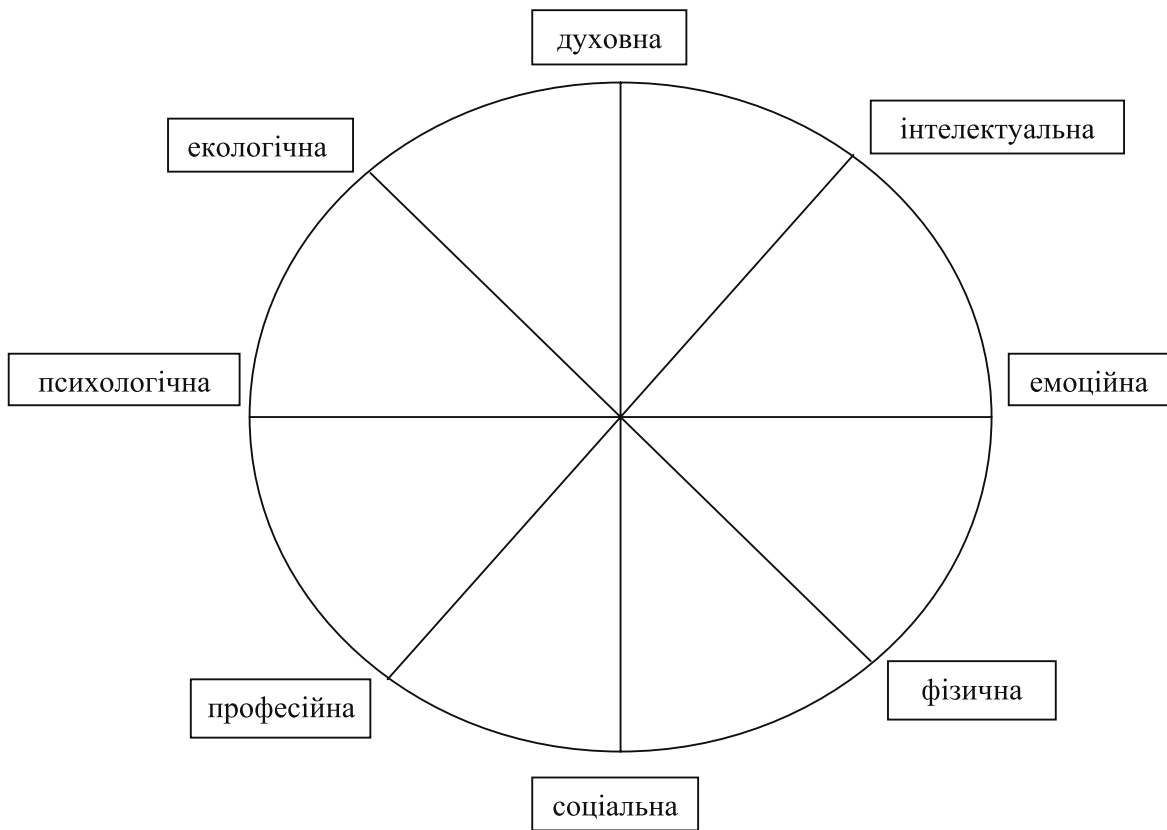 духовна
екологічна
інтелектуальна
психологічна
емоційна
професійна
фізична
соціальна